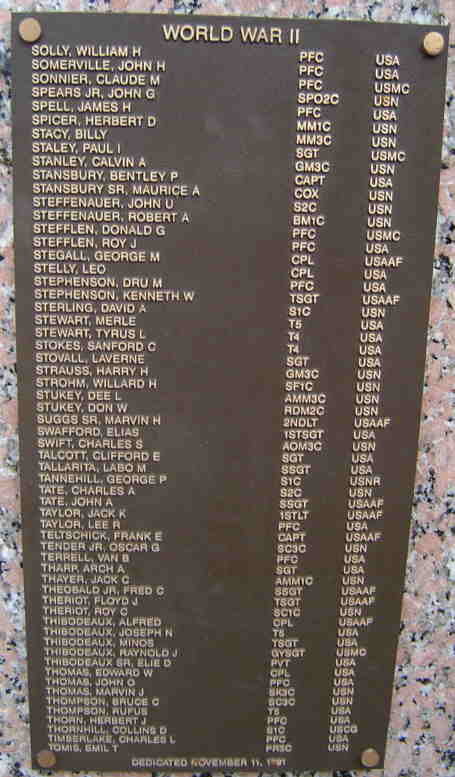 WORLD WAR II
SOLLY, WILLIAM H PFC USA
SOMERVILLE, JOHN H PFC USA
SONNIER, CLAUDE M PFC USMC
SPEARS JR, JOHN G SPO2C USN
SPELL, JAMES H PFC USA
SPICER, HERBERT D MM1C USN
STACY, BILLY MM3C USN
STALEY, PAUL I SGT USMC
STANLEY, CALVIN A GM3C USN
STANSBURY, BENTLEY P CAPT USA
STANSBURY SR, MAURICE A COX USN
STEFFENAUER, JOHN U S2C USN
STEFFENAUER, ROBERT A BM1C USN
STEFFLEN, DONALD G PFC USMC
STEFFLEN, ROY J PFC USA
STEGALL, GEORGE M CPL USAAF
STELLY, LEO CPL USA
STEPHENSON, DRU M PFC USA
STEPHENSON, KENNETH W TSGT USAAF
STERLING, DAVID A S1C USN
STEWART, MERLE T5 USA
STEWART, TYRUS L T4 USA
STOKES, SANFORD C T4 USA
STOVALL, LAVERNE SGT USA
STRAUSS, HARRY H GM3C USN
STROHM, WILLARD H SF1C USN
STUKEY, DEE L AMM3C USN
STUKEY, DON W RDM2C USN
SUGGS SR, MARVIN H 2NDLT USAAF
SWAFFORD, ELIAS 1STSGT USA
SWIFT, CHARLES S AOM3C USN
TALCOTT, CLIFFORD E SGT USA
TALLARITA, LABO M SSGT USA
TANNEHILL, GEORGE P S1C USNR
TATE, CHARLES A S2C USN
TATE, JOHN A SSGT USAAF
TAYLOR, JACK K 1STLT USAAF
TAYLOR, LEE R PFC USA
TELTSCHICK, FRANK E CAPT USAAF
TENDER JR, OSCAR G SC3C USN
TERRELL, VAN B PFC USA
THARP, ARCH A SGT USA
THAYER, JACK C AMM1C USN
THEOBALD JR, FRED C SSGT USAAF
THERIOT, FLOYD J TSGT USAAF
THERIOT, ROY C SC1C USN
THIBODEAUX, ALFRED CPL USAAF
THIBODEAUX, JOSEPH N T5 USA
THIBODEAUX, MINOS TSGT USA
THIBODEAUX, RAYNOLD J GYSGT USMC
THIBODEAUX SR, ELIE D PVT USA
THOMAS, EDWARD W CPL USA
THOMAS, JOHN O PFC USA
THOMAS, MARVIN J SK3C USN
THOMPSON, BRUCE C SC3C USN
THOMPSON, RUFUS T5 USA
THORN, HERBERT J PFC USA
THORNHILL, COLLINS D S1C USCG
TIMBERLAKE, CHARLES L PFC USA
TOMIS, EMIL T PRSC USN
DEDICATED NOVEMBER 11, 1991